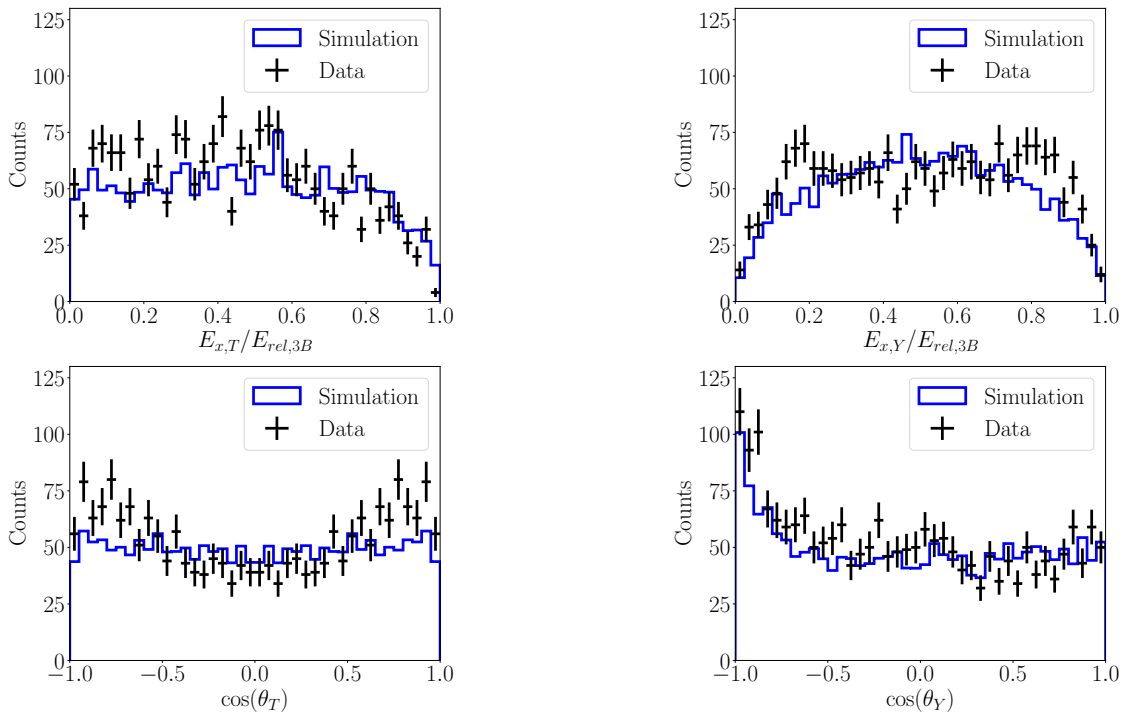 125
100
75
50
25
0
Counts
Simulation
Data
0.0 0.2 0.4 0.6 0.8 1.0
E_{x,T}/E_{rel,3B}
125
100
75
50
25
0
Counts
Simulation
Data
0.0 0.2 0.4 0.6 0.8 1.0
E_{x,Y}/E_{rel,3B}
125
100
75
50
25
0
Counts
Simulation
Data
−1.0 −0.5 0.0 0.5 1.0
cos(θ_T)
125
100
75
50
25
0
Counts
Simulation
Data
−1.0 −0.5 0.0 0.5 1.0
cos(θ_Y)